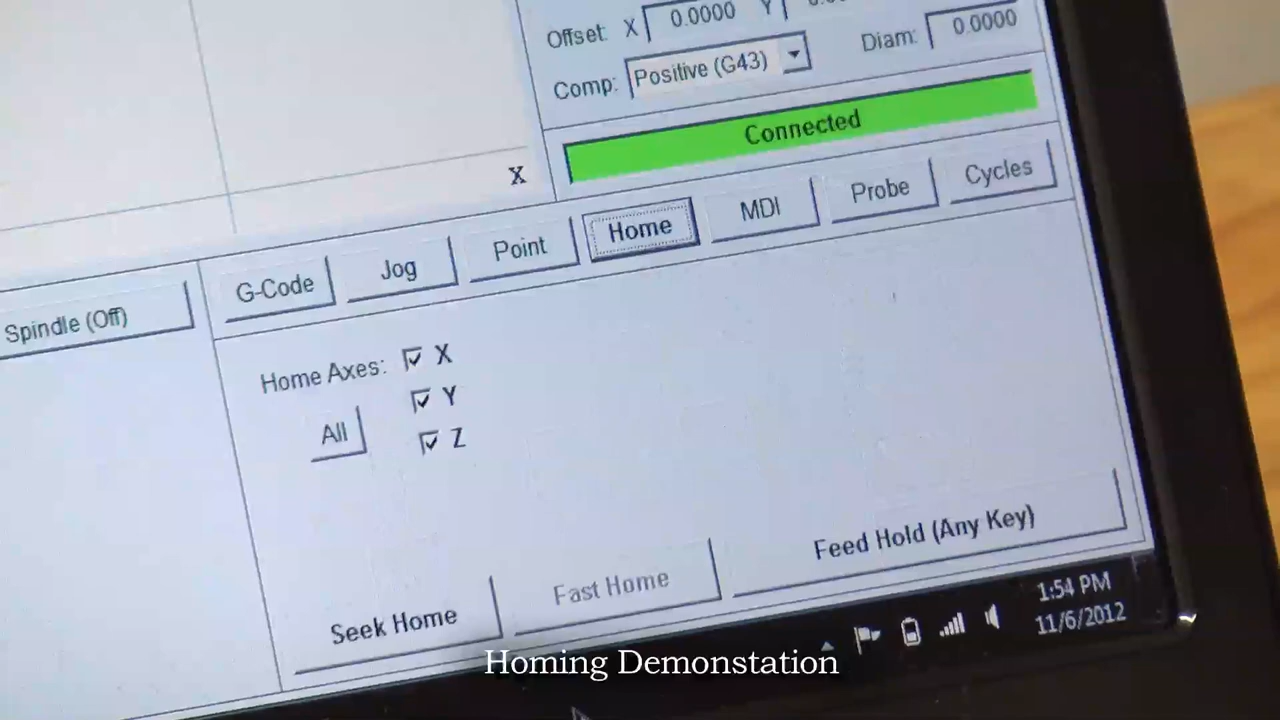 Offset: X 0.0000 Y
Diam: 0.0000
Comp: Positive (G43)
Connected
X
G-Code Jog Point Home MDI Probe Cycles
Spindle (Off)
Home Axes: X
Y
All
Z
Feed Hold (Any Key)
Fast Home
Seek Home
1:54 PM
11/6/2012
Homing Demonstation